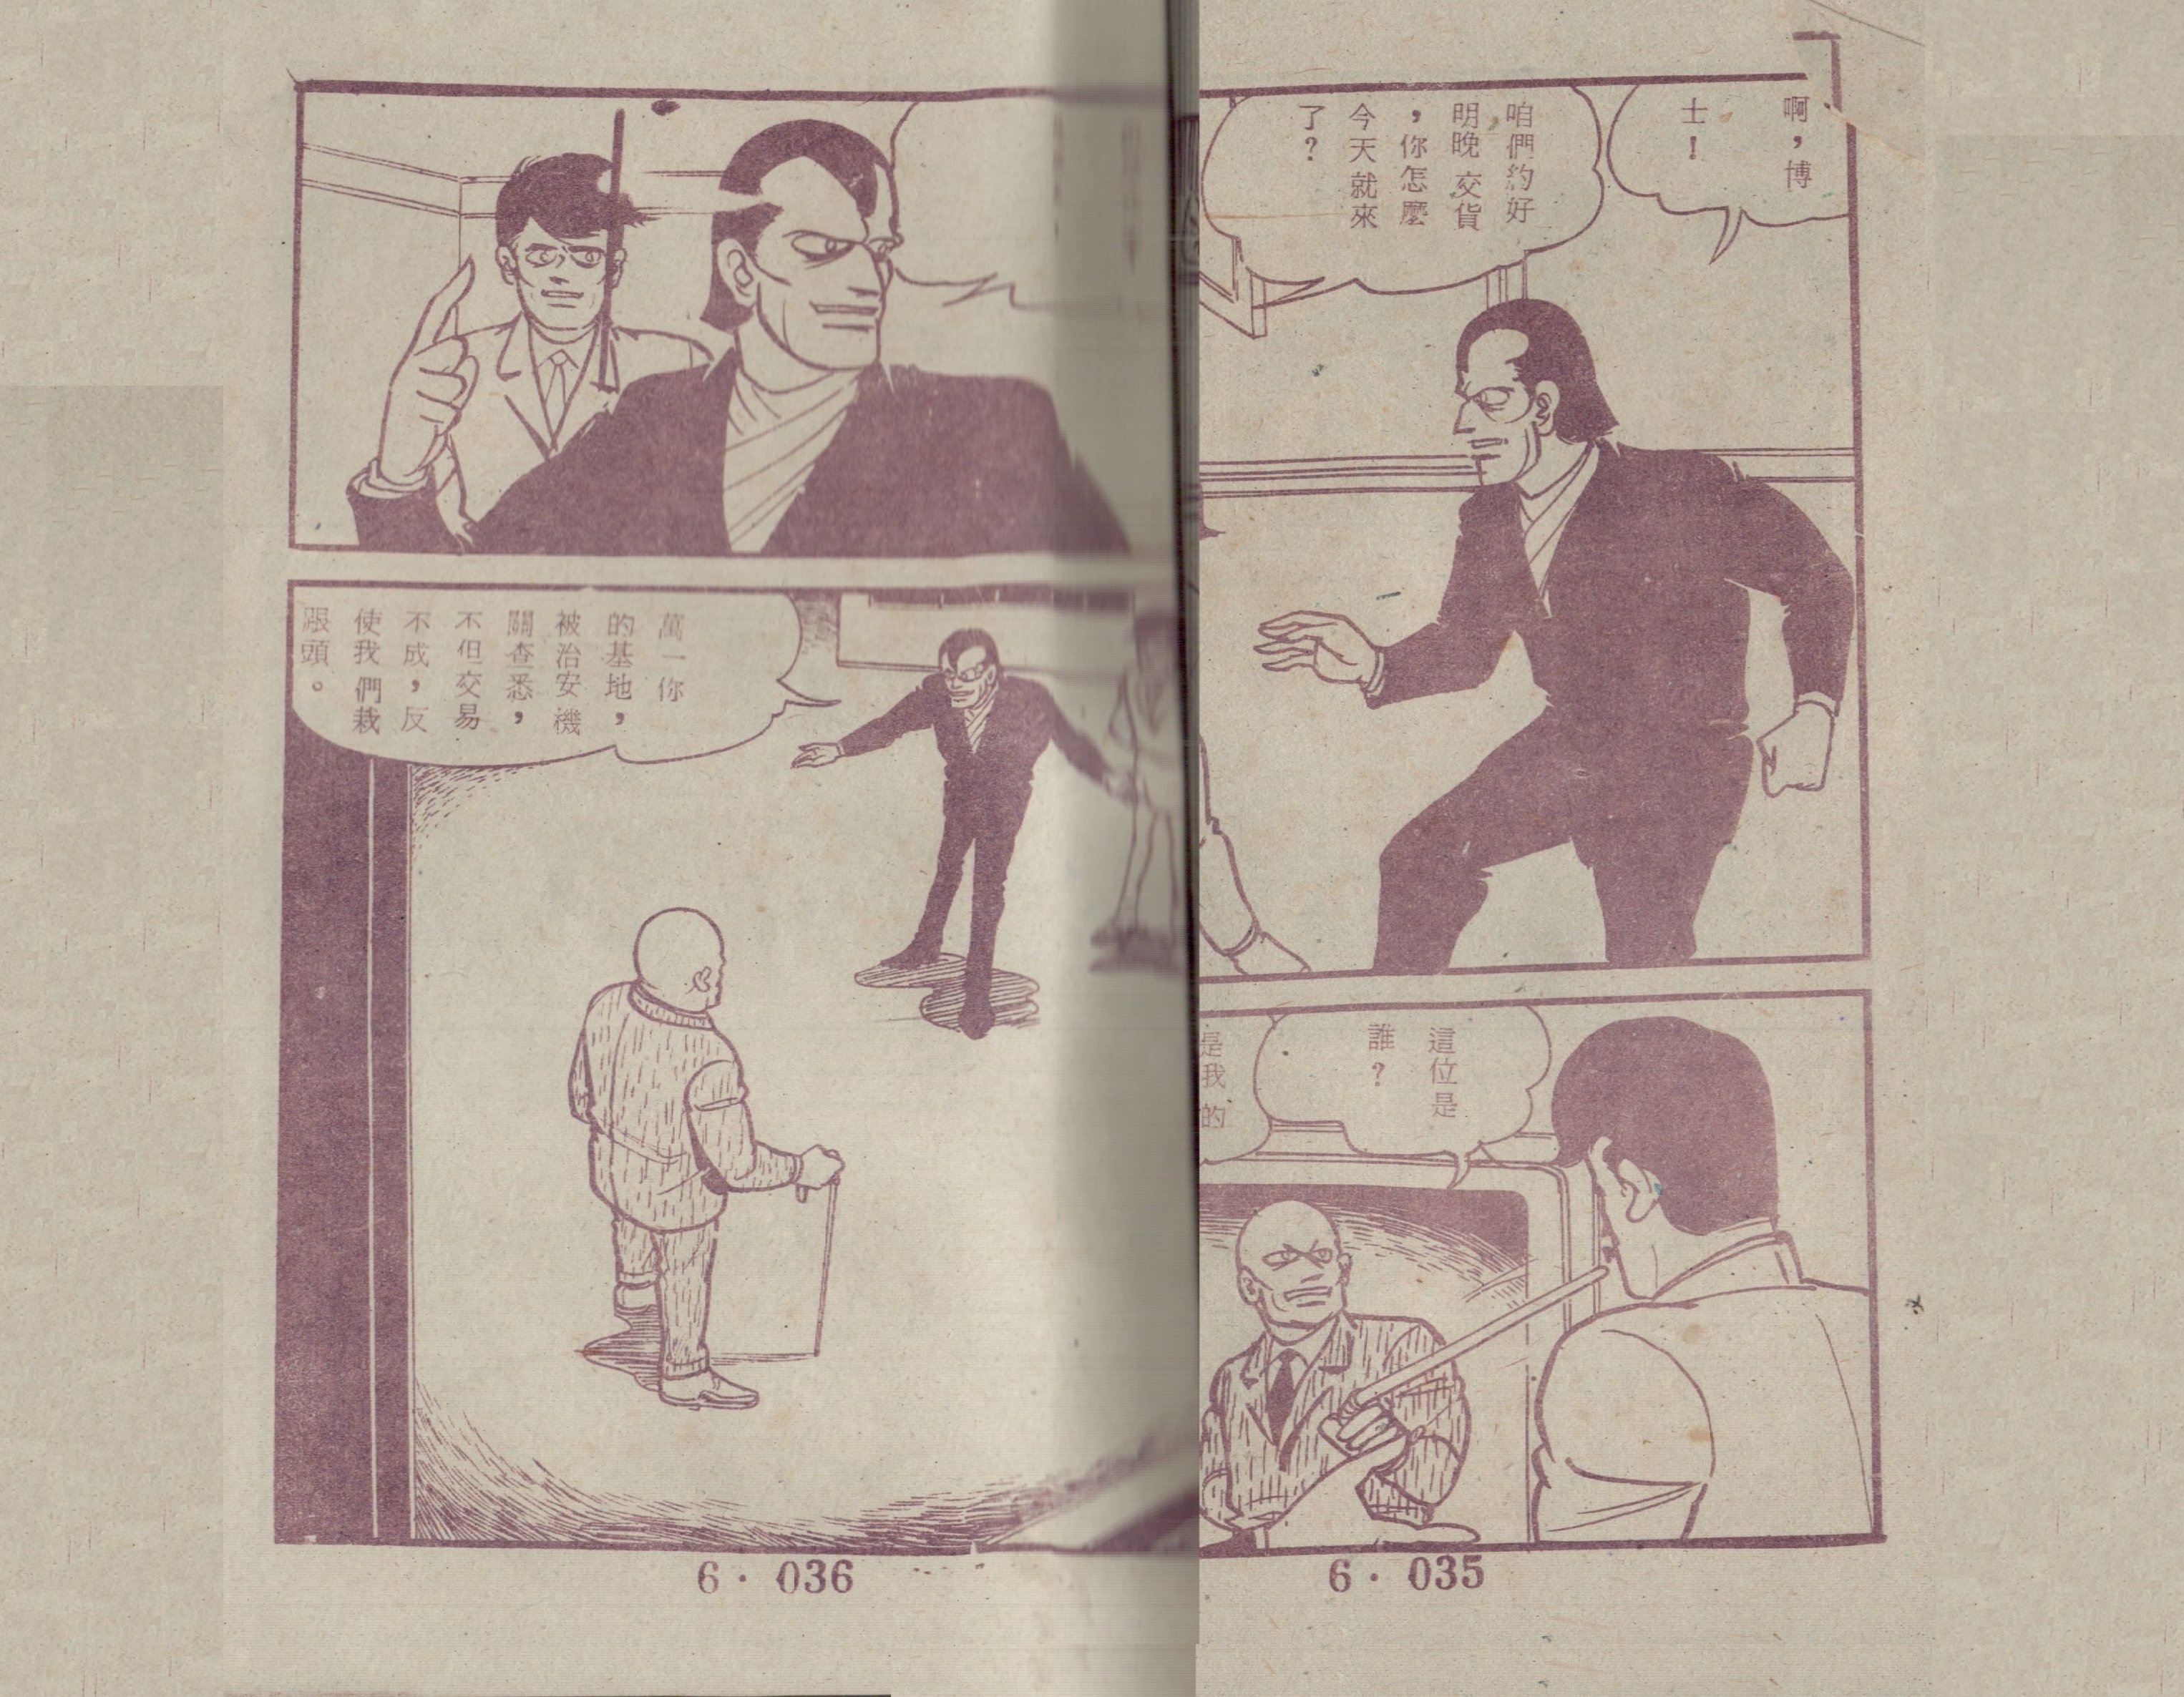 啊，博
士！
咱們約好
明晚交貨
，你怎麼
今天就來
了？
這位是
誰？
是我的
6·035
萬一你
的基地，
被治安機
關查悉，
不但交易
不成，反
使我們栽
跟頭。
6·036